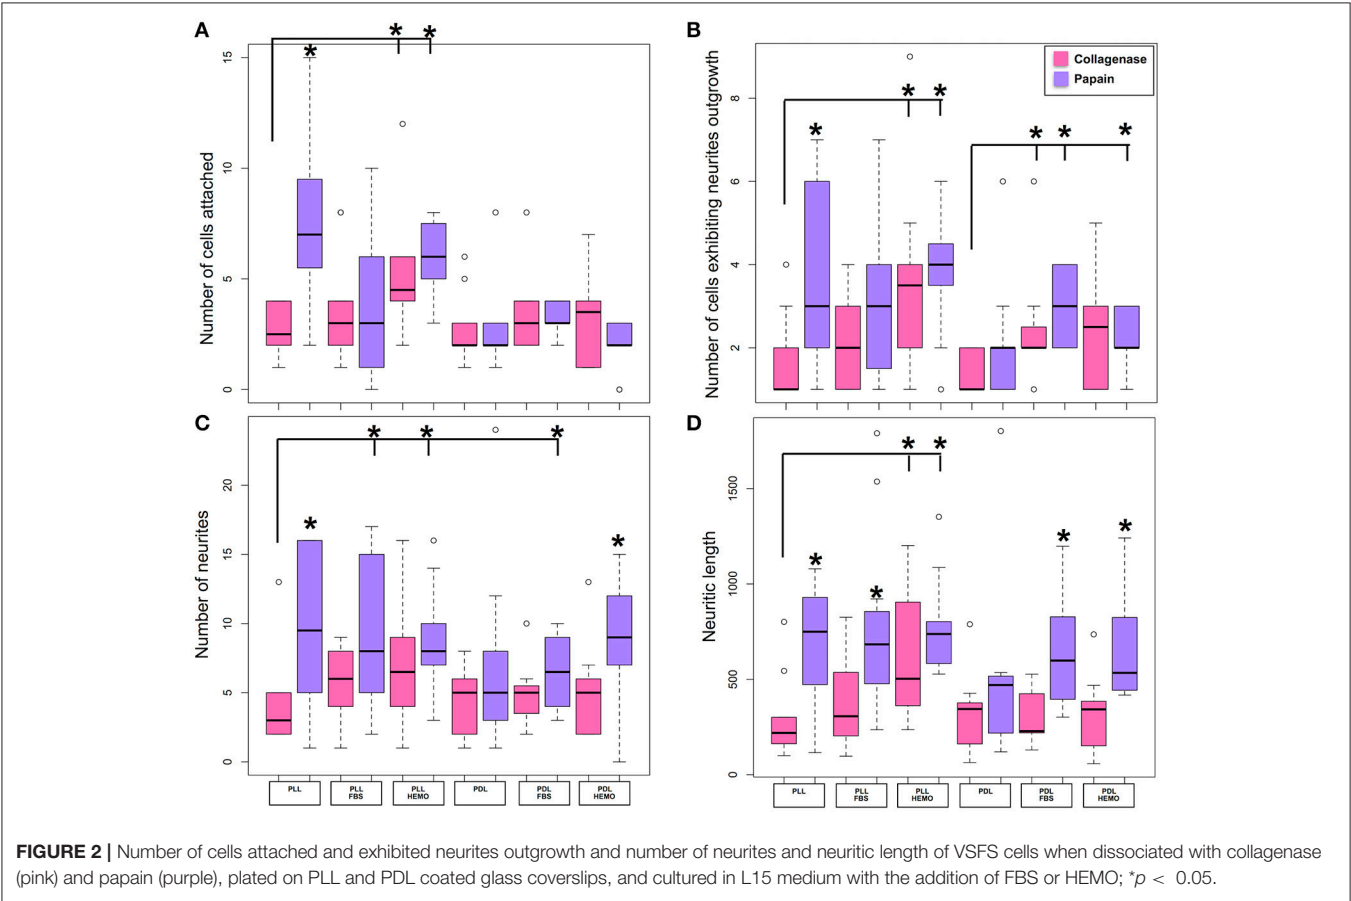 A
Number of cells attached
15
10
5
0
* * *
B
Number of cells exhibiting neurites outgrowth
8
6
4
2
Collagenase
Papain
* * * * * *
C
Number of neurites
20
15
10
5
0
* * * * *
PLL
PLL FBS
PLL HEMO
PDL
PDL FBS
PDL HEMO
D
Neuritic length
1500
1000
500
0
* * * * * *
PLL
PLL FBS
PLL HEMO
PDL
PDL FBS
PDL HEMO
FIGURE 2 | Number of cells attached and exhibited neurites outgrowth and number of neurites and neuritic length of VSFS cells when dissociated with collagenase
(pink) and papain (purple), plated on PLL and PDL coated glass coverslips, and cultured in L15 medium with the addition of FBS or HEMO; *p < 0.05.